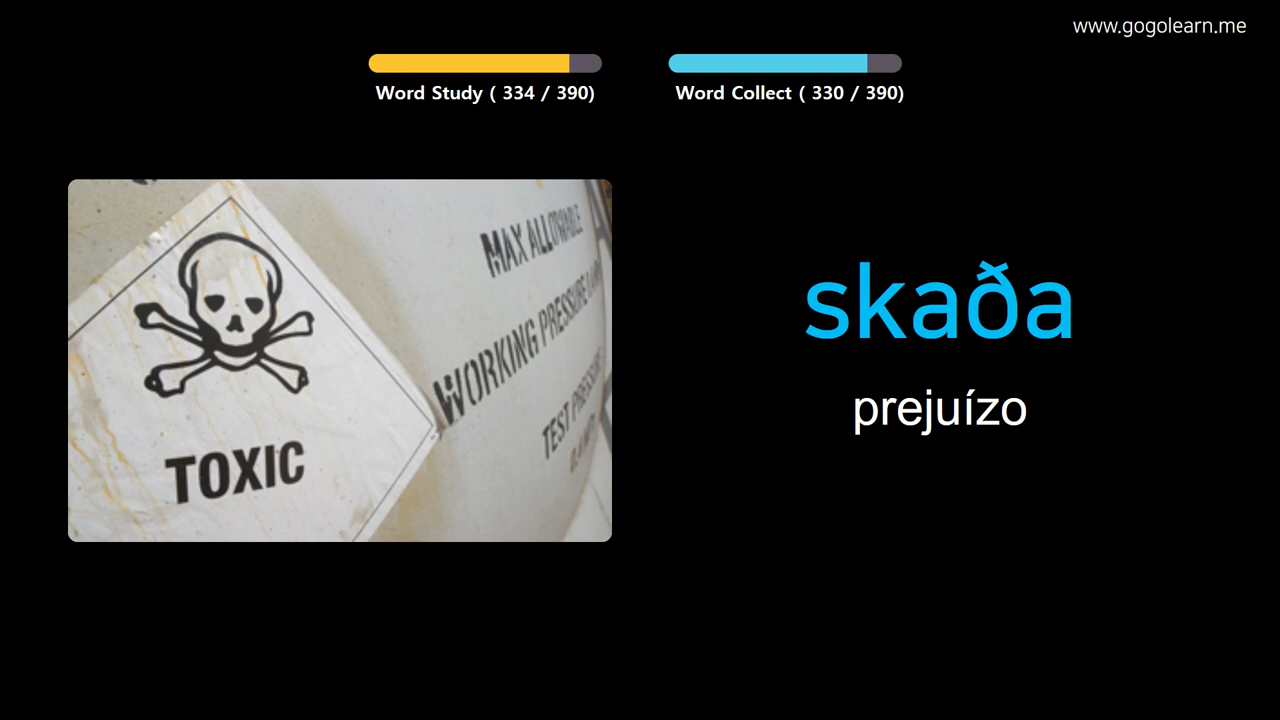 www.gogolearn.me
Word Study ( 334 / 390)
Word Collect ( 330 / 390)
MAX ALLOWABLE
WORKING PRESSURE
TEST PRESSURE
TOXIC
skaða
prejuízo